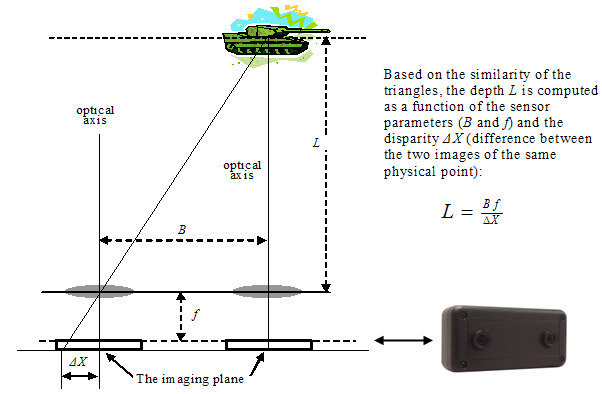 optical
axis
optical
axis
L
B
f
ΔX
The imaging plane
Based on the similarity of the
triangles, the depth L is computed
as a function of the sensor
parameters (B and f) and the
disparity ΔX (difference between
the two images of the same
physical point):
L = B f / ΔX